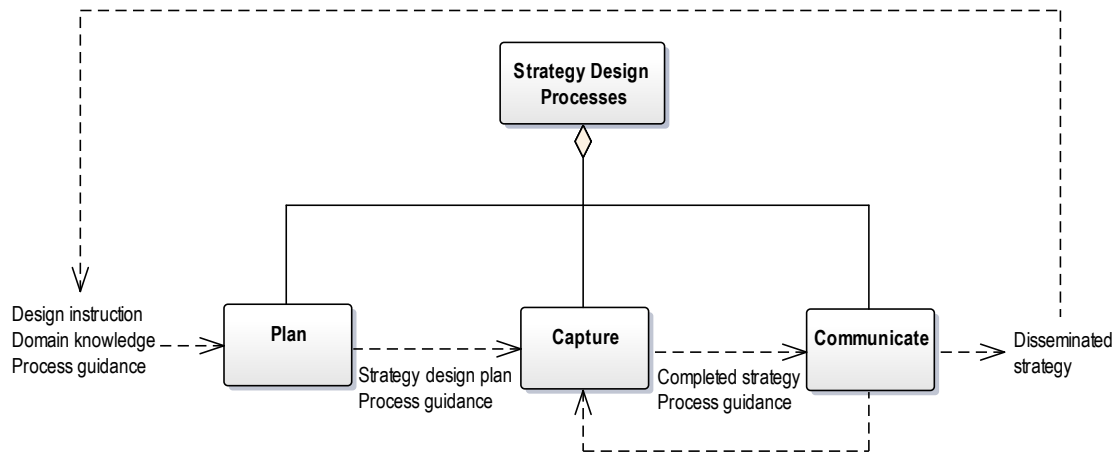 Strategy Design
Processes
Design instruction
Domain knowledge
Process guidance
Plan
Strategy design plan
Process guidance
Capture
Completed strategy
Process guidance
Communicate
Disseminated
strategy